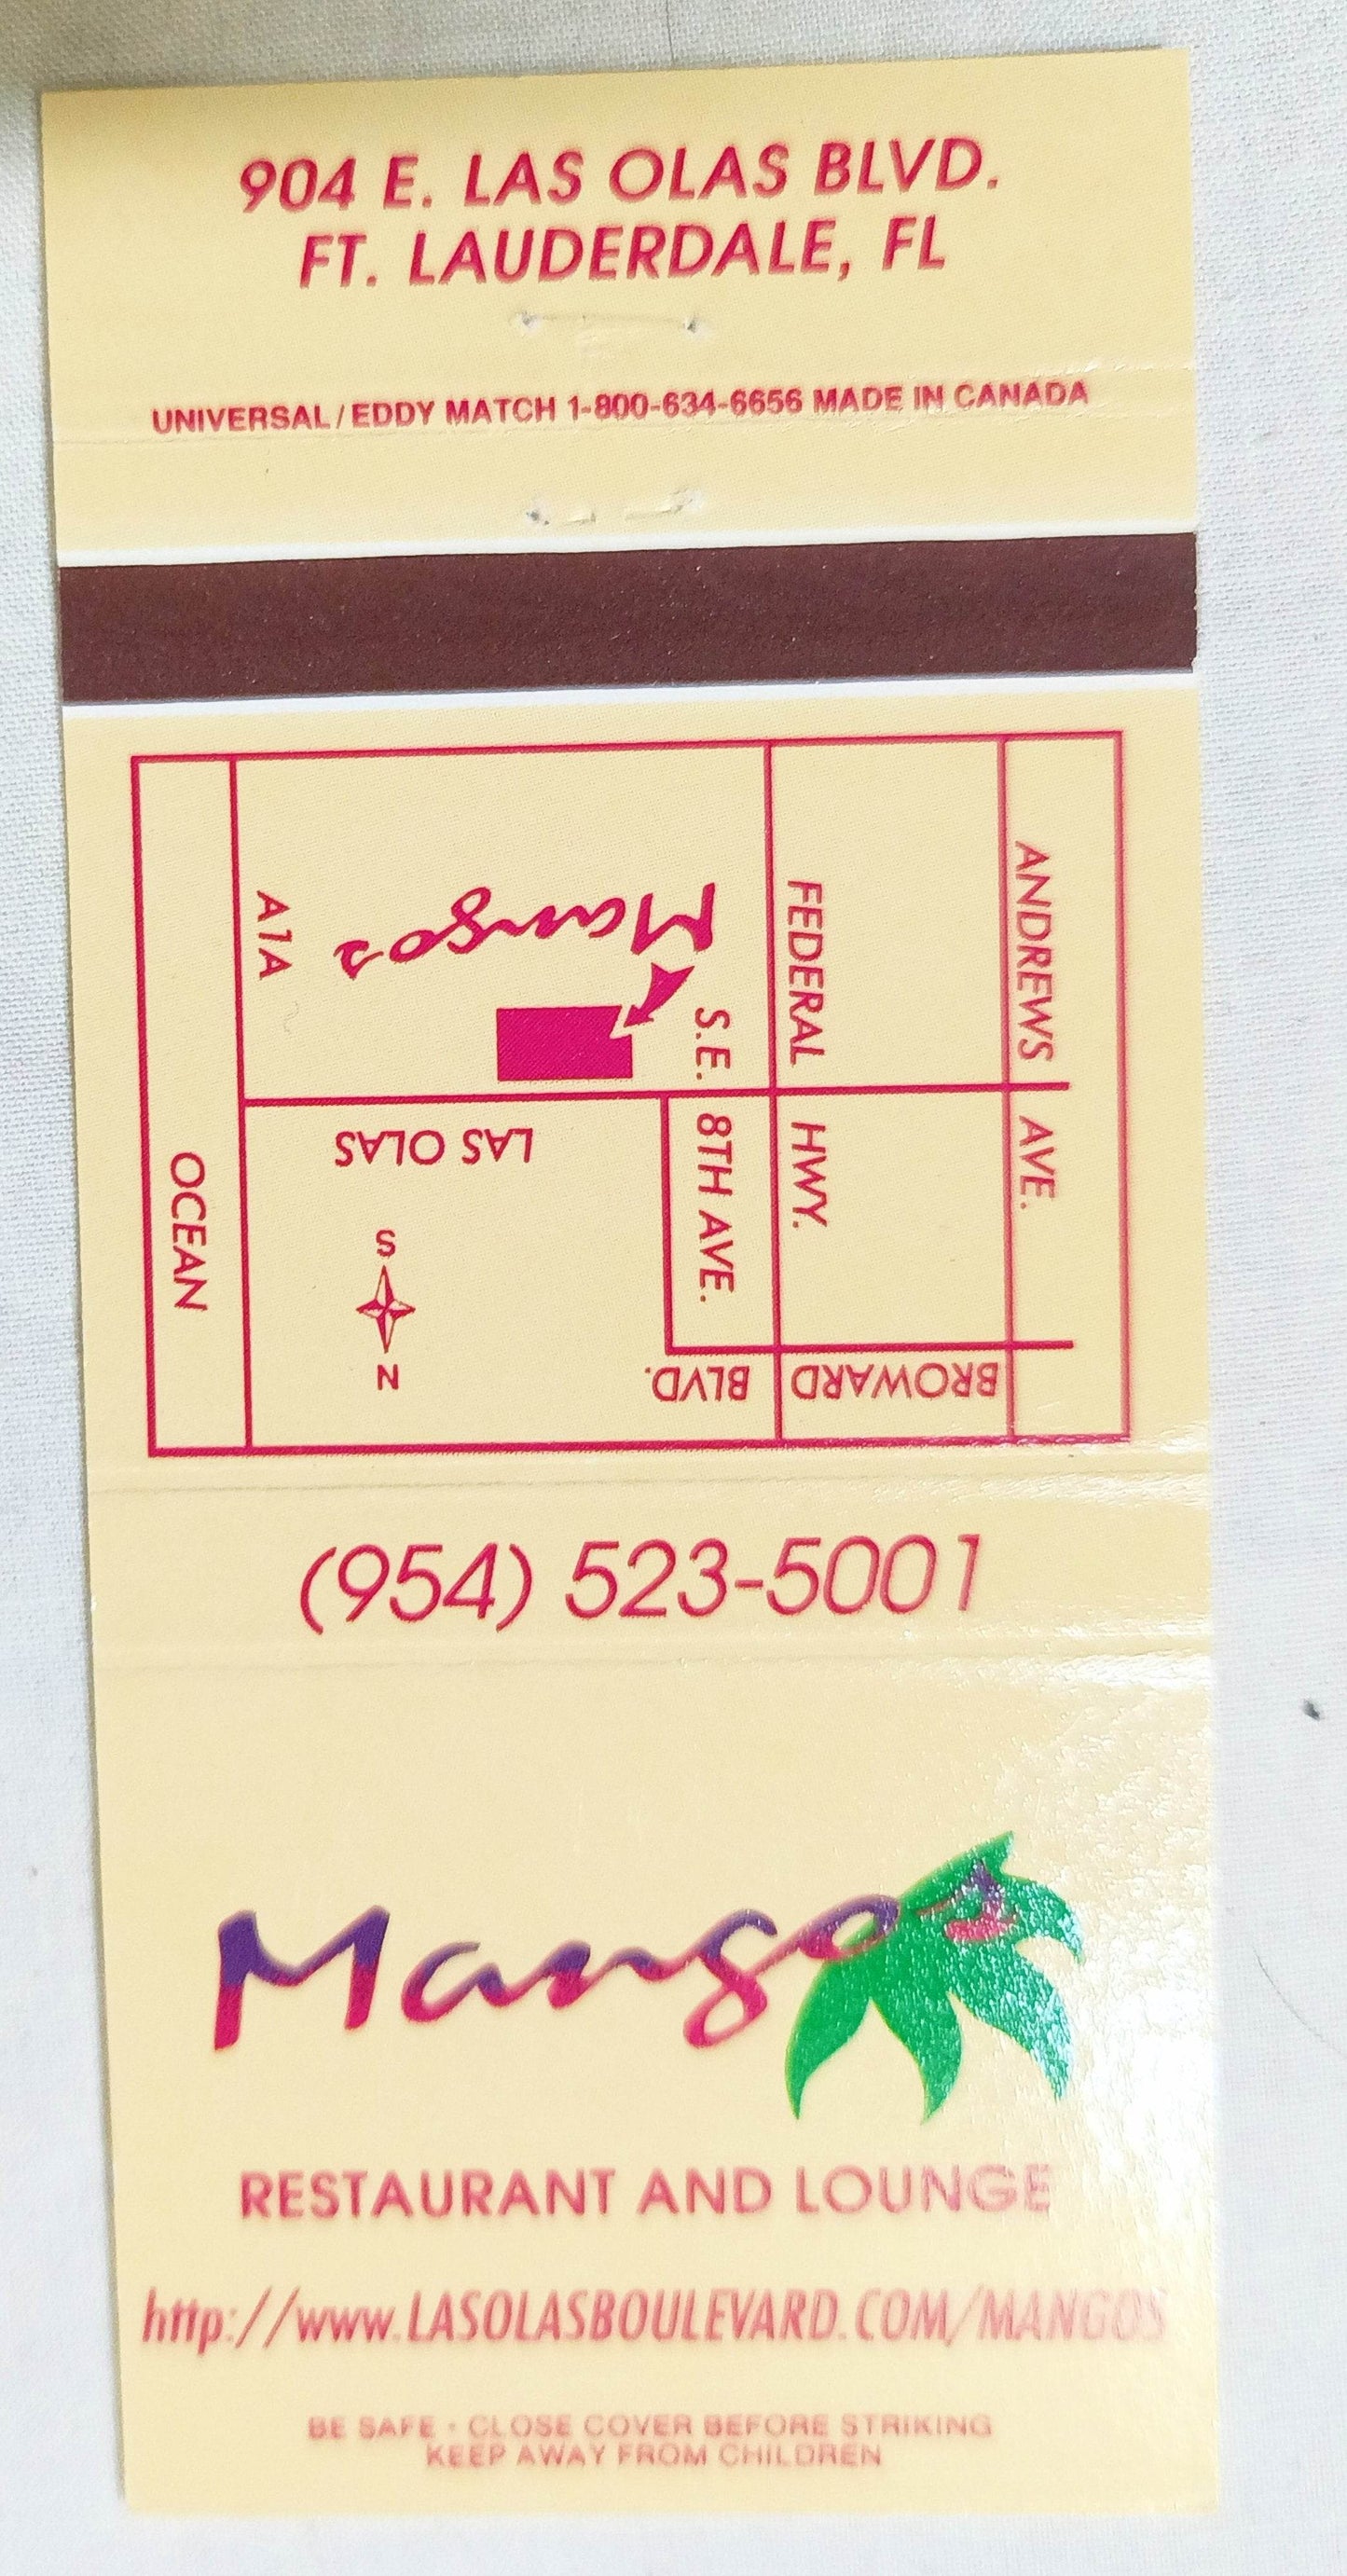 904 E. LAS OLAS BLVD.
FT. LAUDERDALE, FL
UNIVERSAL/EDDY MATCH 1-800-634-6656 MADE IN CANADA
ANDREWS AVE.
FEDERAL HWY.
S.E. 8TH AVE.
Mangos
A1A
OCEAN
LAS OLAS
S
N
BROWARD BLVD.
(954) 523-5001
Mangos
RESTAURANT AND LOUNGE
http://www.LASOLASBOULEVARD.COM/MANGOS
BE SAFE · CLOSE COVER BEFORE STRIKING
KEEP AWAY FROM CHILDREN